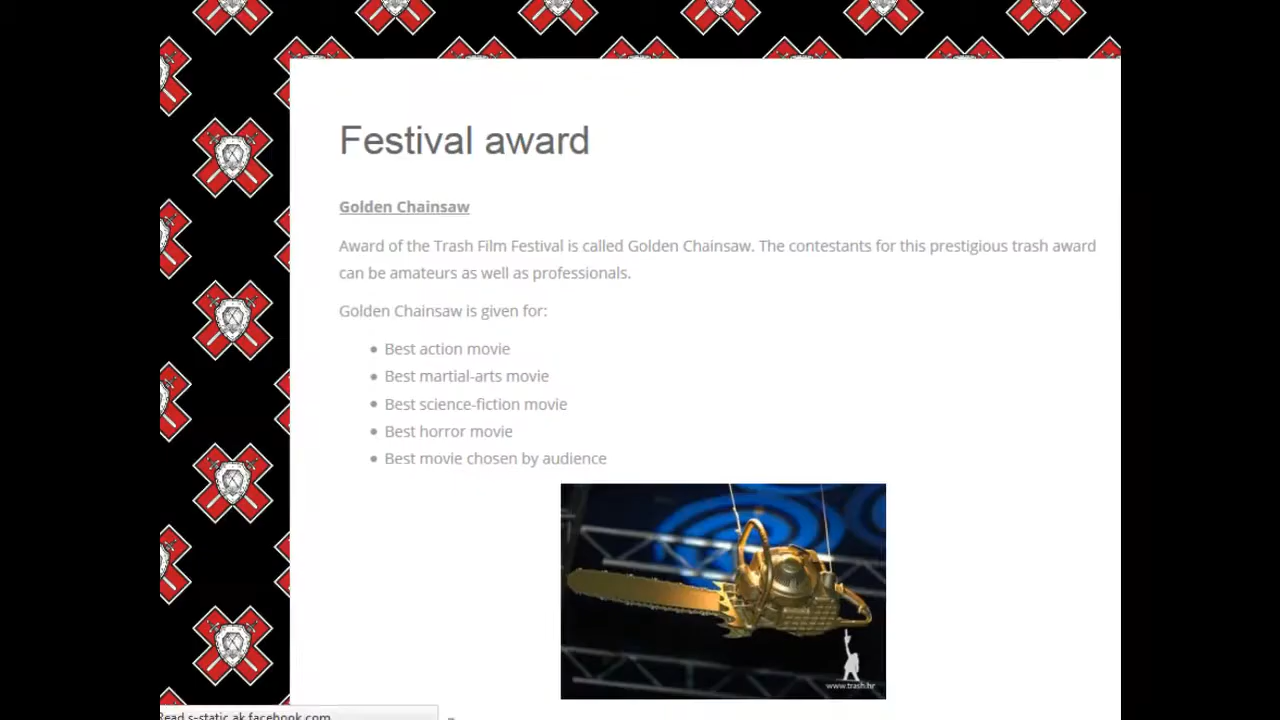 Festival award
Golden Chainsaw
Award of the Trash Film Festival is called Golden Chainsaw. The contestants for this prestigious trash award
can be amateurs as well as professionals.
Golden Chainsaw is given for:
Best action movie
Best martial-arts movie
Best science-fiction movie
Best horror movie
Best movie chosen by audience
www.trash.hr
Read s-static.ak.facebook.com